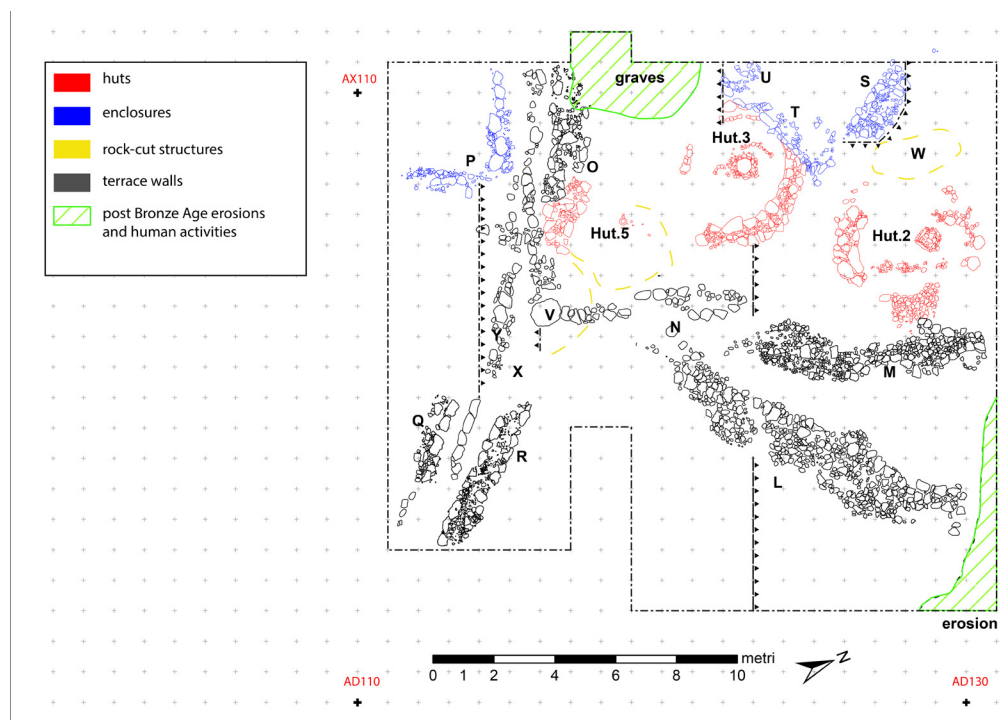 huts
enclosures
rock-cut structures
terrace walls
post Bronze Age erosions
and human activities
AX110
graves
U
S
T
P
O
Hut.3
W
Hut.5
Hut.2
V
N
Y
X
M
Q
R
L
erosion
metri
0 1 2 4 6 8 10
N
AD110
AD130